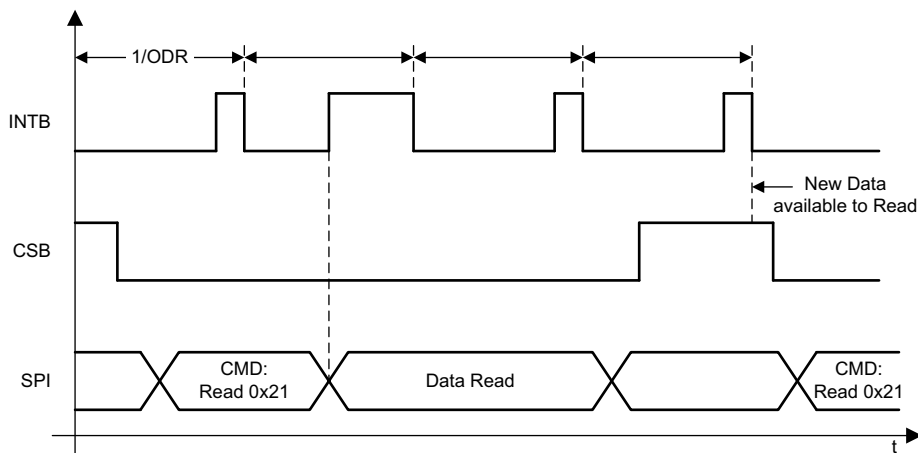 1/ODR
INTB
New Data
available to Read
CSB
CMD:
Read 0x21
Data Read
CMD:
Read 0x21
SPI
t